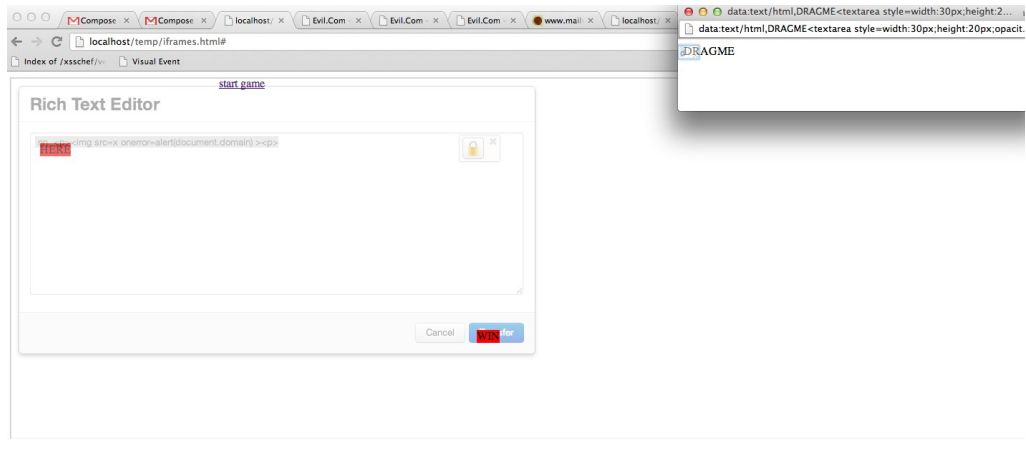 Compose
Compose
localhost/
Evil.Com -
Evil.Com -
Evil.Com -
www.mail
localhost/
localhost/temp/iframes.html#
Index of /xsschef/
Visual Event
data:text/html,DRAGME<textarea style=width:30px;height:2...
data:text/html,DRAGME<textarea style=width:30px;height:20px;opacit
DRAGME
start game
Rich Text Editor
<img src=x onerror=alert(document.domain) ><p>
HERE
Cancel
WIN